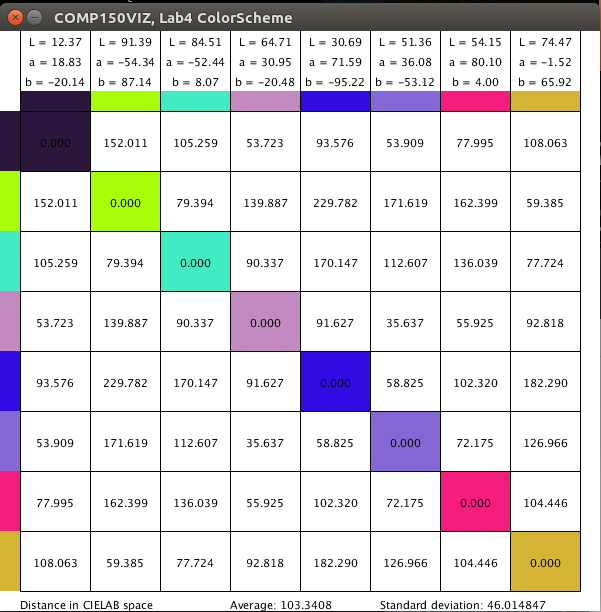 COMP150VIZ, Lab4 ColorScheme
L = 12.37 L = 91.39 L = 84.51 L = 64.71 L = 30.69 L = 51.36 L = 54.15 L = 74.47
a = 18.83 a = −54.34 a = −52.44 a = 30.95 a = 71.59 a = 36.08 a = 80.10 a = −1.52
b = −20.14 b = 87.14 b = 8.07 b = −20.48 b = −95.22 b = −53.12 b = 4.00 b = 65.92
0.000 152.011 105.259 53.723 93.576 53.909 77.995 108.063
152.011 0.000 79.394 139.887 229.782 171.619 162.399 59.385
105.259 79.394 0.000 90.337 170.147 112.607 136.039 77.724
53.723 139.887 90.337 0.000 91.627 35.637 55.925 92.818
93.576 229.782 170.147 91.627 0.000 58.825 102.320 182.290
53.909 171.619 112.607 35.637 58.825 0.000 72.175 126.966
77.995 162.399 136.039 55.925 102.320 72.175 0.000 104.446
108.063 59.385 77.724 92.818 182.290 126.966 104.446 0.000
Distance in CIELAB space Average: 103.3408 Standard deviation: 46.014847